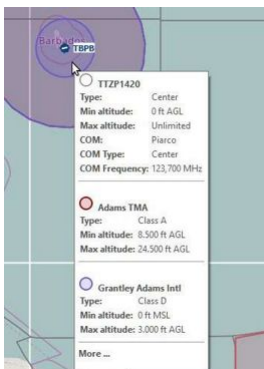 Barbados
TBPB
TTZP1420
Type: Center
Min altitude: 0 ft AGL
Max altitude: Unlimited
COM: Piarco
COM Type: Center
COM Frequency: 123,700 MHz
Adams TMA
Type: Class A
Min altitude: 8.500 ft AGL
Max altitude: 24.500 ft AGL
Grantley Adams Intl
Type: Class D
Min altitude: 0 ft MSL
Max altitude: 3.000 ft AGL
More ...